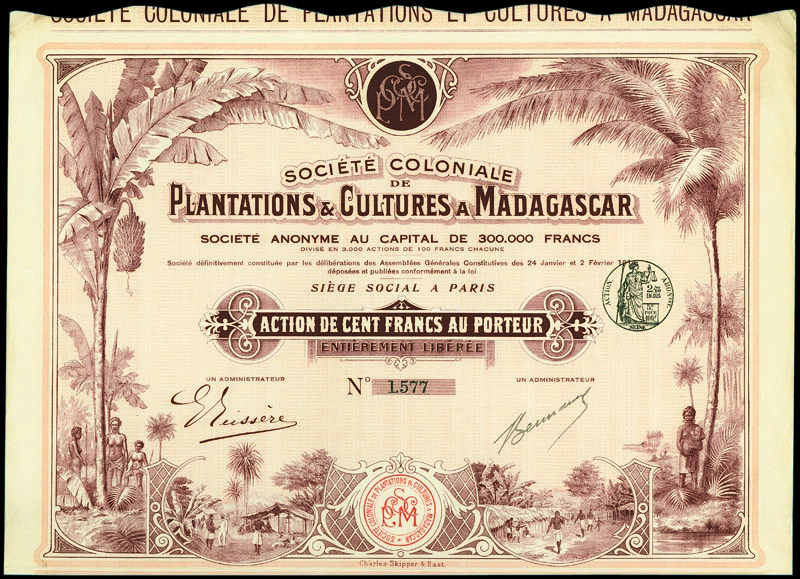 SOCIÉTÉ COLONIALE DE PLANTATIONS ET CULTURES A MADAGASCAR
SOCIÉTÉ COLONIALE
DE
PLANTATIONS & CULTURES A MADAGASCAR
SOCIÉTÉ ANONYME AU CAPITAL DE 300.000 FRANCS
DIVISÉ EN 3.000 ACTIONS DE 100 FRANCS CHACUNE
Société définitivement constituée par les délibérations des Assemblées Générales Constitutives des 24 Janvier et 2 Février
déposées et publiées conformément à la loi
SIÈGE SOCIAL A PARIS
ACTION ABONNT
SEINE
ACTION DE CENT FRANCS AU PORTEUR
ENTIÈREMENT LIBÉRÉE
UN ADMINISTRATEUR
Nº 1.577
UN ADMINISTRATEUR
SOCIÉTÉ COLONIALE DE PLANTATIONS & CULTURES A MADAGASCAR
Charles Skipper & East